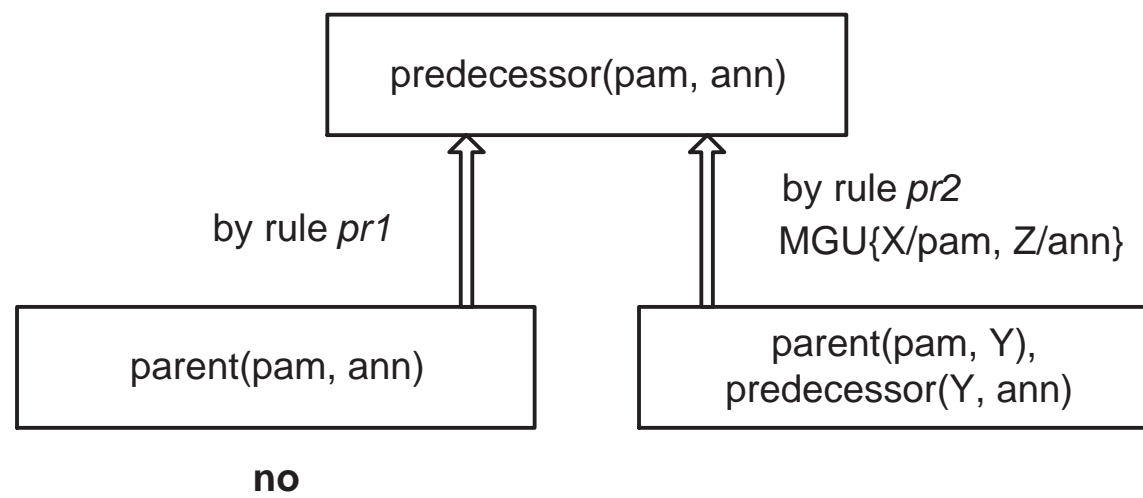 predecessor(pam, ann)
by rule pr1
by rule pr2
MGU{X/pam, Z/ann}
parent(pam, ann)
parent(pam, Y),
predecessor(Y, ann)
no